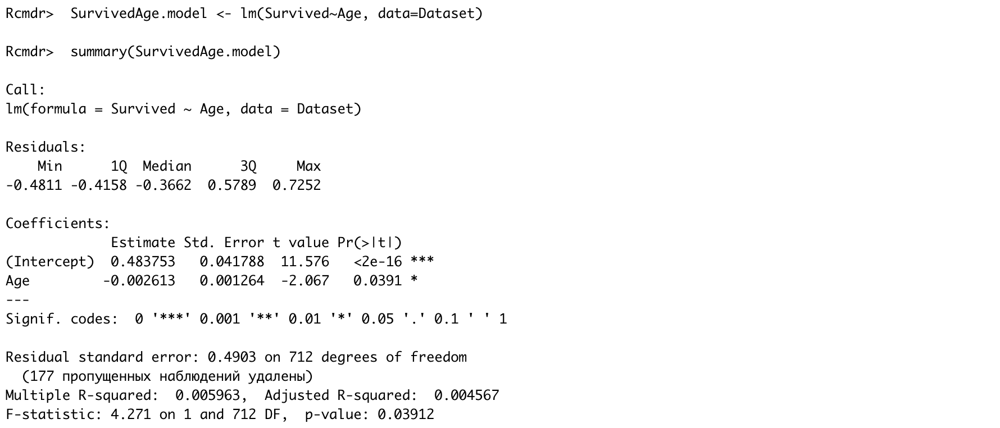 Rcmdr>  SurvivedAge.model <- lm(Survived~Age, data=Dataset)
Rcmdr>  summary(SurvivedAge.model)
Call:
lm(formula = Survived ~ Age, data = Dataset)
Residuals:
    Min      1Q  Median      3Q     Max
-0.4811 -0.4158 -0.3662  0.5789  0.7252
Coefficients:
             Estimate Std. Error t value Pr(>|t|)
(Intercept)  0.483753   0.041788  11.576   <2e-16 ***
Age         -0.002613   0.001264  -2.067   0.0391 *
---
Signif. codes:  0 '***' 0.001 '**' 0.01 '*' 0.05 '.' 0.1 ' ' 1
Residual standard error: 0.4903 on 712 degrees of freedom
  (177 пропущенных наблюдений удалены)
Multiple R-squared:  0.005963,  Adjusted R-squared:  0.004567
F-statistic: 4.271 on 1 and 712 DF,  p-value: 0.03912